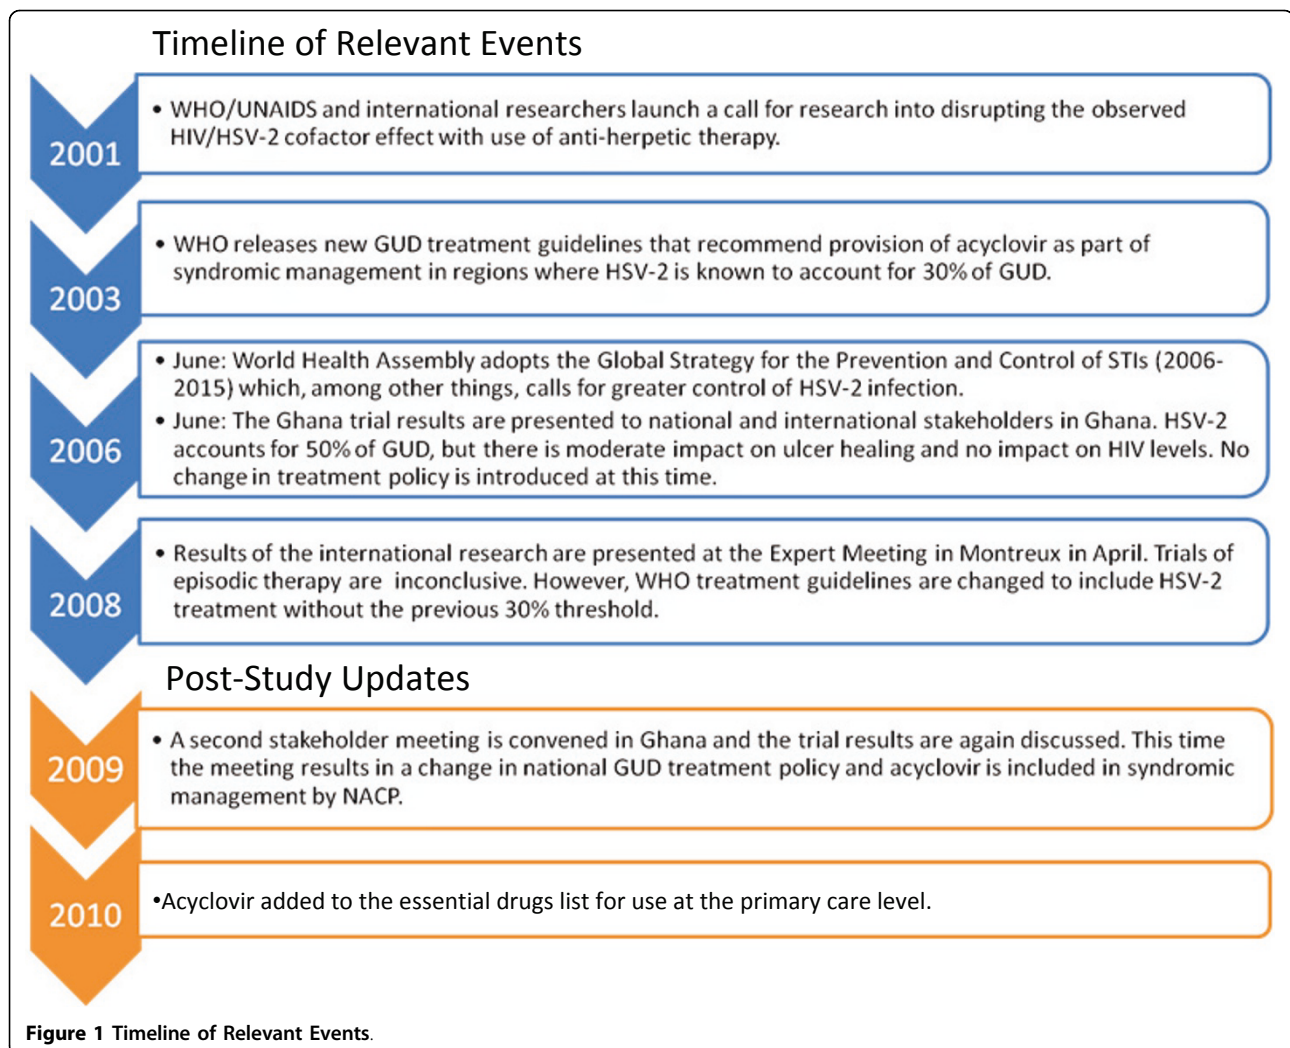 Timeline of Relevant Events
2001
• WHO/UNAIDS and international researchers launch a call for research into disrupting the observed
HIV/HSV-2 cofactor effect with use of anti-herpetic therapy.
2003
• WHO releases new GUD treatment guidelines that recommend provision of acyclovir as part of
syndromic management in regions where HSV-2 is known to account for 30% of GUD.
2006
• June: World Health Assembly adopts the Global Strategy for the Prevention and Control of STIs (2006-
2015) which, among other things, calls for greater control of HSV-2 infection.
• June: The Ghana trial results are presented to national and international stakeholders in Ghana. HSV-2
accounts for 50% of GUD, but there is moderate impact on ulcer healing and no impact on HIV levels. No
change in treatment policy is introduced at this time.
2008
• Results of the international research are presented at the Expert Meeting in Montreux in April. Trials of
episodic therapy are inconclusive. However, WHO treatment guidelines are changed to include HSV-2
treatment without the previous 30% threshold.
Post-Study Updates
2009
• A second stakeholder meeting is convened in Ghana and the trial results are again discussed. This time
the meeting results in a change in national GUD treatment policy and acyclovir is included in syndromic
management by NACP.
2010
•Acyclovir added to the essential drugs list for use at the primary care level.
Figure 1 Timeline of Relevant Events.